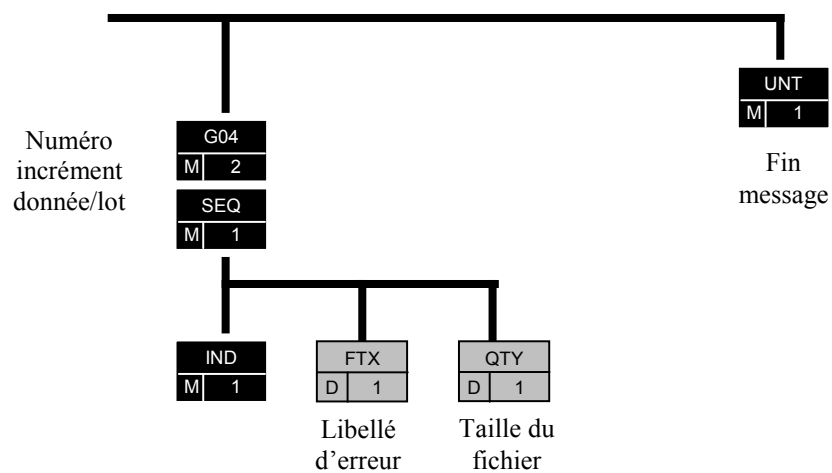 UNT
M 1
Fin
message
Numéro
incrément
donnée/lot
G04
M 2
SEQ
M 1
IND
M 1
FTX
D 1
QTY
D 1
Libellé
d'erreur
Taille du
fichier